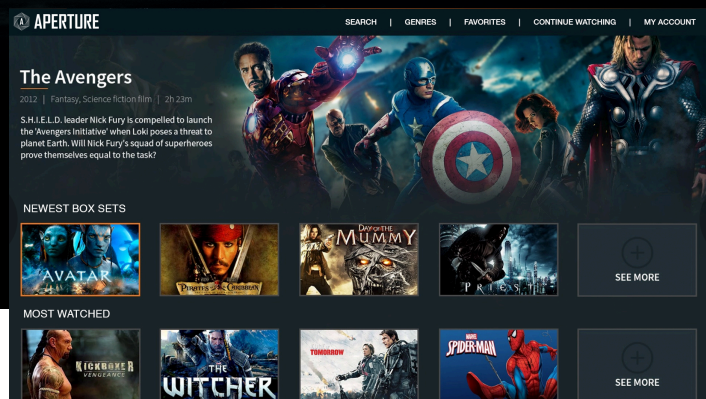 A APERTURE
SEARCH | GENRES | FAVORITES | CONTINUE WATCHING | MY ACCOUNT
The Avengers
2012 | Fantasy, Science fiction film | 2h 23m
S.H.I.E.L.D. leader Nick Fury is compelled to launch
the 'Avengers Initiative' when Loki poses a threat to
planet Earth. Will Nick Fury's squad of superheroes
prove themselves equal to the task?
NEWEST BOX SETS
AVATAR
PIRATES of the CARIBBEAN
DAY OF THE
MUMMY
PRIEST
SEE MORE
MOST WATCHED
KICKBOXER
VENGEANCE
THE
WITCHER
TOMORROW
MARVEL
SPIDER-MAN
SEE MORE